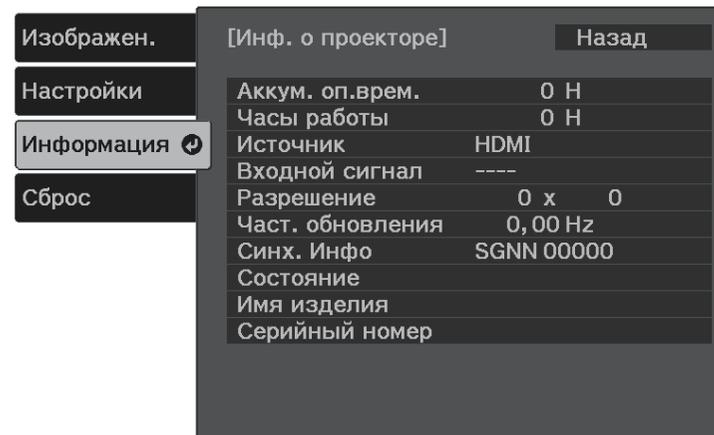 Изображен.
Настройки
Информация
Сброс
[Инф. о проекторе] Назад
Аккум. оп.врем. 0 H
Часы работы 0 H
Источник HDMI
Входной сигнал ----
Разрешение 0 x 0
Част. обновления 0,00 Hz
Синх. Инфо SGNN 00000
Состояние
Имя изделия
Серийный номер